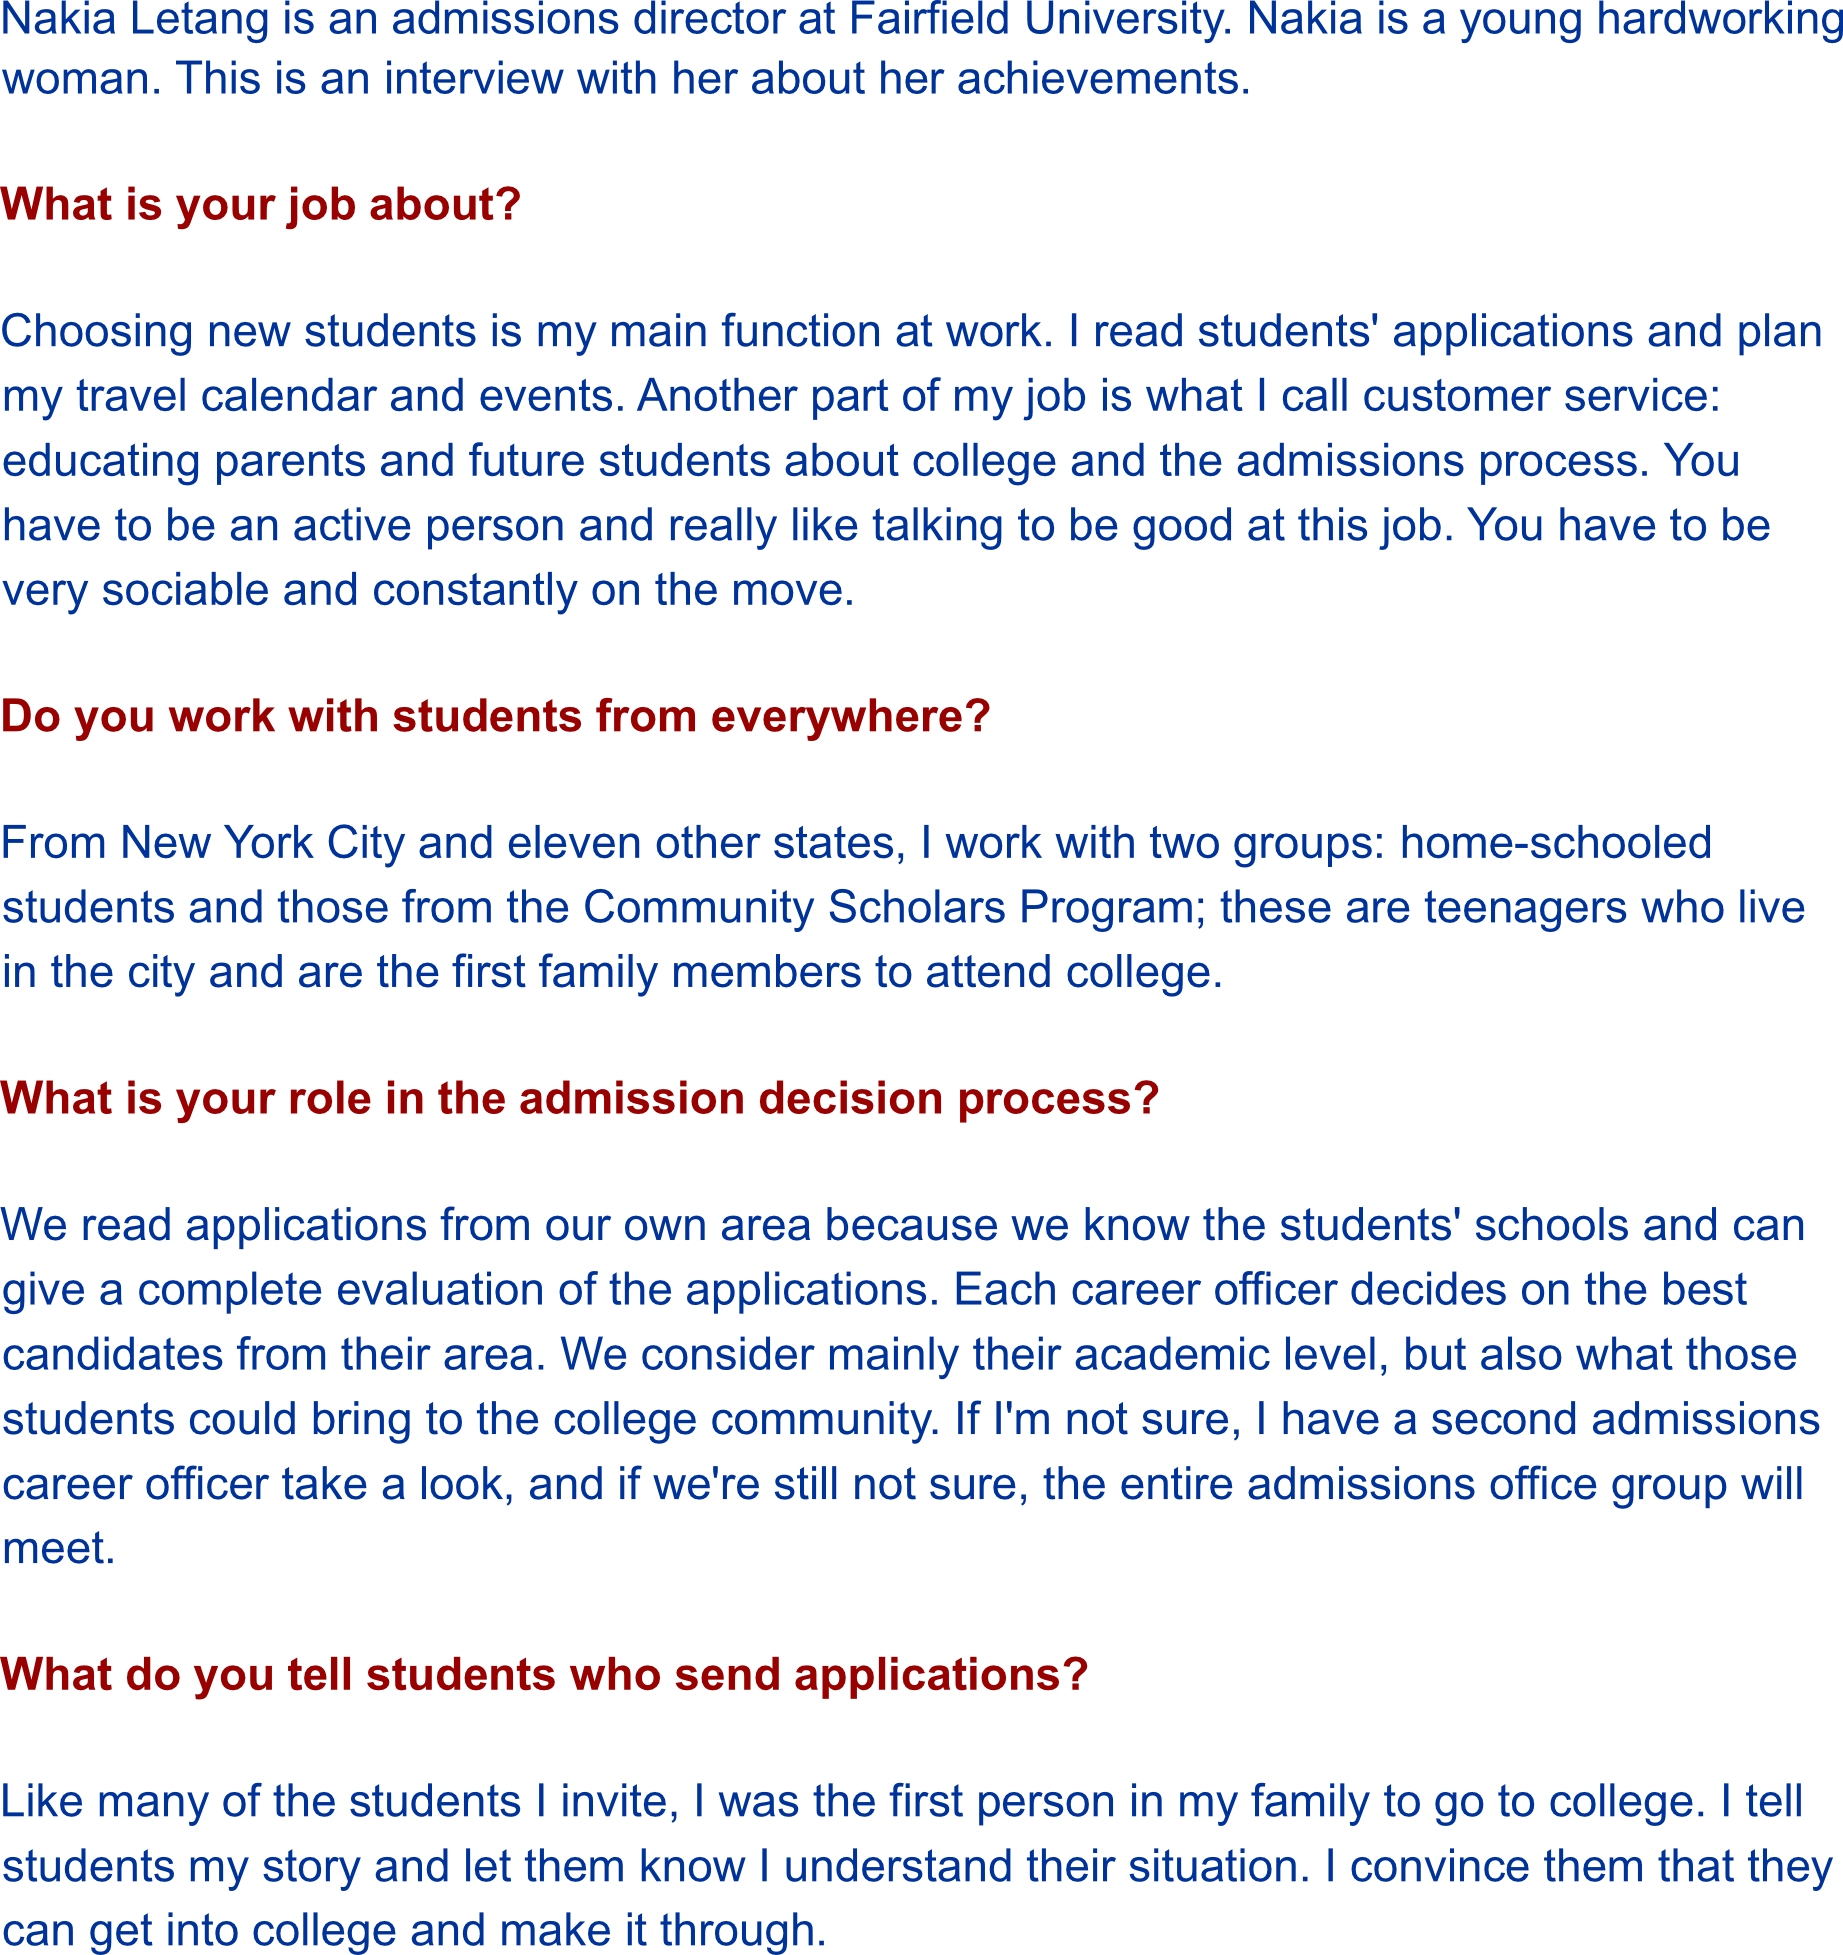 Nakia Letang is an admissions director at Fairfield University. Nakia is a young hardworking
woman. This is an interview with her about her achievements.
What is your job about?
Choosing new students is my main function at work. I read students' applications and plan
my travel calendar and events. Another part of my job is what I call customer service:
educating parents and future students about college and the admissions process. You
have to be an active person and really like talking to be good at this job. You have to be
very sociable and constantly on the move.
Do you work with students from everywhere?
From New York City and eleven other states, I work with two groups: home-schooled
students and those from the Community Scholars Program; these are teenagers who live
in the city and are the first family members to attend college.
What is your role in the admission decision process?
We read applications from our own area because we know the students' schools and can
give a complete evaluation of the applications. Each career officer decides on the best
candidates from their area. We consider mainly their academic level, but also what those
students could bring to the college community. If I'm not sure, I have a second admissions
career officer take a look, and if we're still not sure, the entire admissions office group will
meet.
What do you tell students who send applications?
Like many of the students I invite, I was the first person in my family to go to college. I tell
students my story and let them know I understand their situation. I convince them that they
can get into college and make it through.